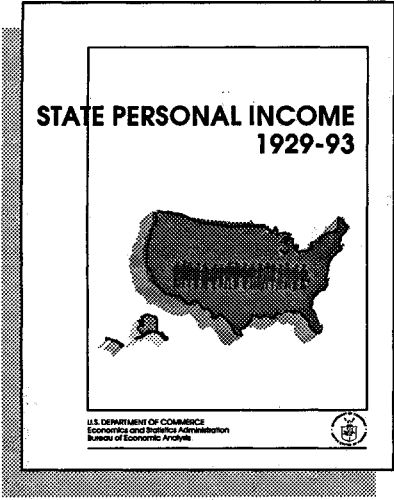 STATE PERSONAL INCOME
1929-93
U.S. DEPARTMENT OF COMMERCE
Economics and Statistics Administration
Bureau of Economic Analysis